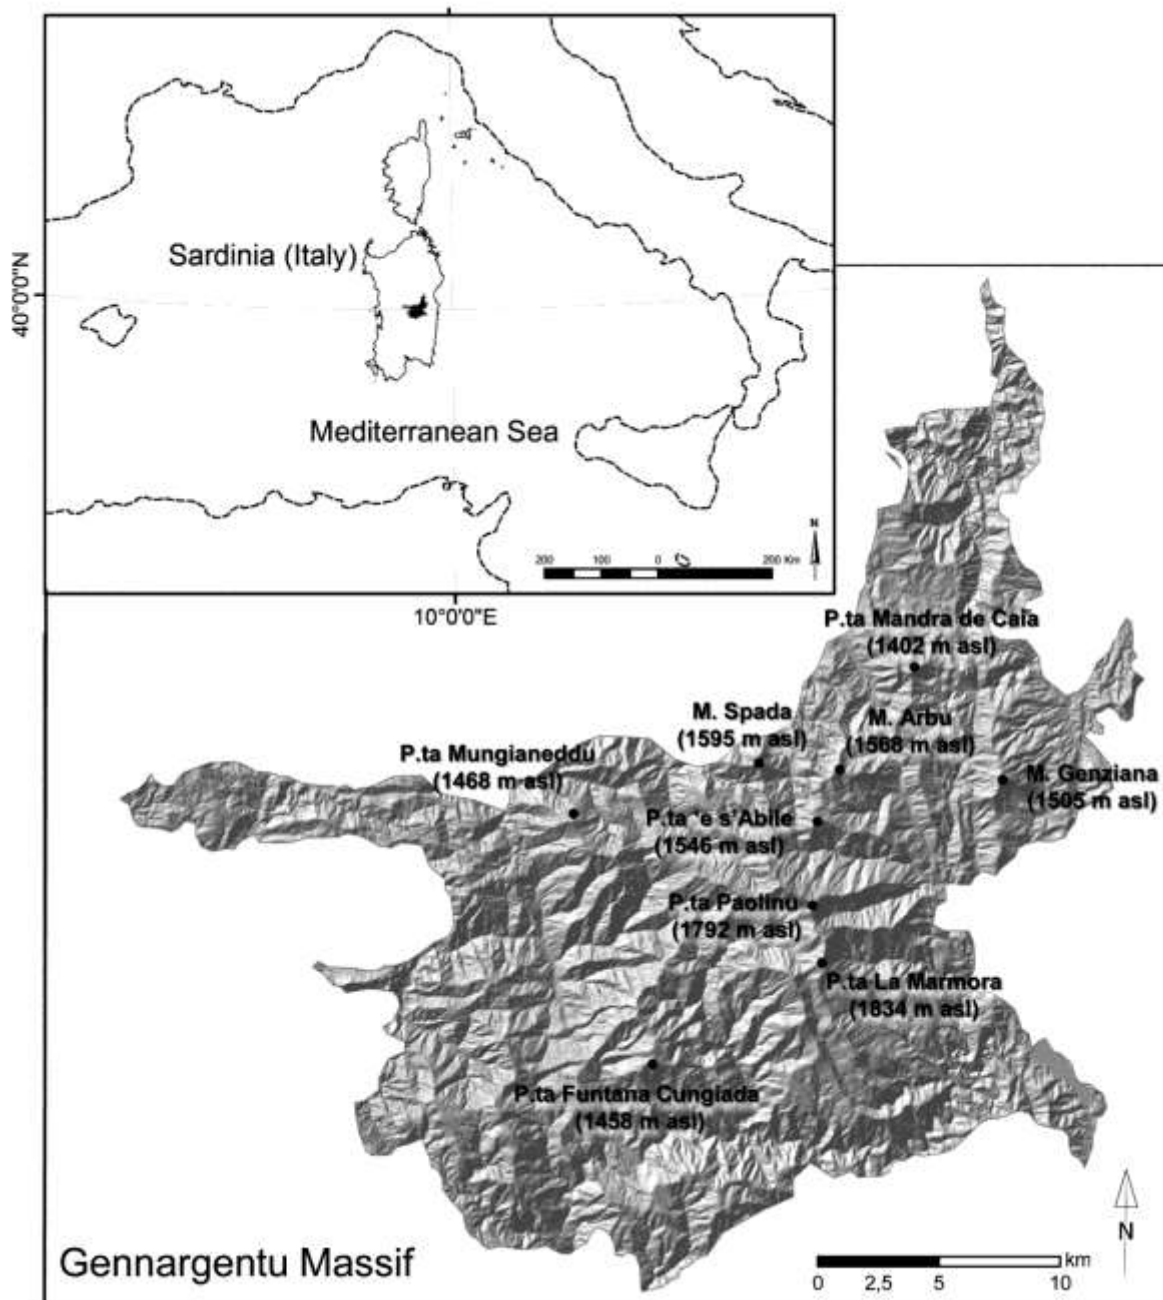 Sardinia (Italy)
40°0'0"N
Mediterranean Sea
N
200 100 0 200 Km
10°0'0"E
P.ta Mandra de Caia
(1402 m asl)
M. Spada
(1595 m asl)
M. Arbu
(1568 m asl)
P.ta Mungianeddu
(1468 m asl)
M. Genziana
(1505 m asl)
P.ta 'e s'Abile
(1546 m asl)
P.ta Paolinu
(1792 m asl)
P.ta La Marmora
(1834 m asl)
P.ta Funtana Cungiada
(1458 m asl)
N
Gennargentu Massif
km
0 2,5 5 10